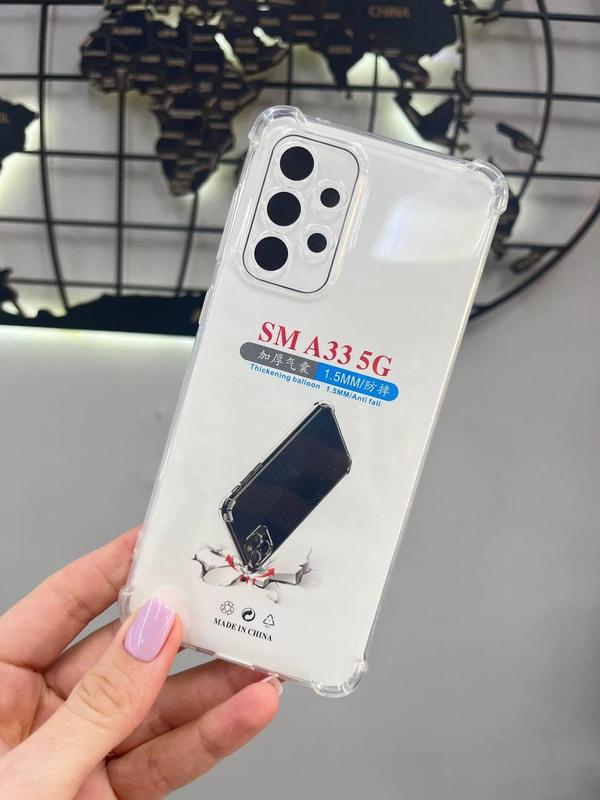 CHINA
SM A33 5G
加厚气囊 1.5MM/防摔
Thickening balloon 1.5MM/Anti fall
MADE IN CHINA